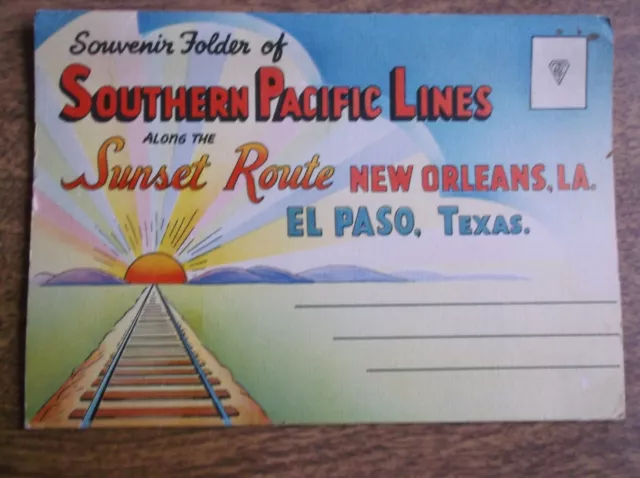 Souvenir Folder of
SOUTHERN PACIFIC LINES
ALONG THE
Sunset Route NEW ORLEANS, LA.
EL PASO, TEXAS.